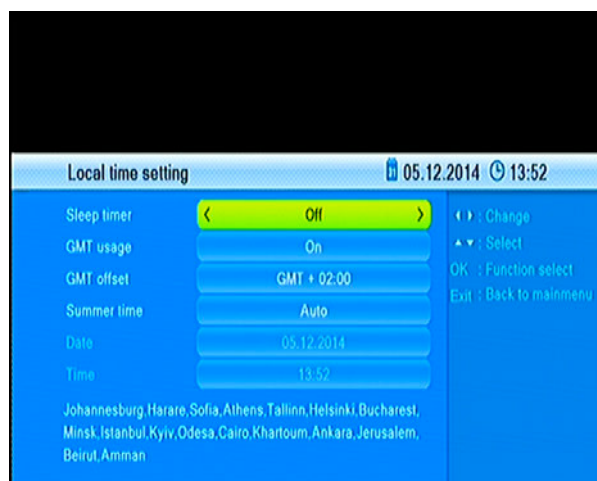 Local time setting 05.12.2014 13:52
Sleep timer Off : Change
GMT usage On : Select
GMT offset GMT + 02:00 OK : Function select
Summer time Auto Exit : Back to mainmenu
Date 05.12.2014
Time 13:52
Johannesburg,Harare,Sofia,Athens,Tallinn,Helsinki,Bucharest,
Minsk,Istanbul,Kyiv,Odesa,Cairo,Khartoum,Ankara,Jerusalem,
Beirut,Amman